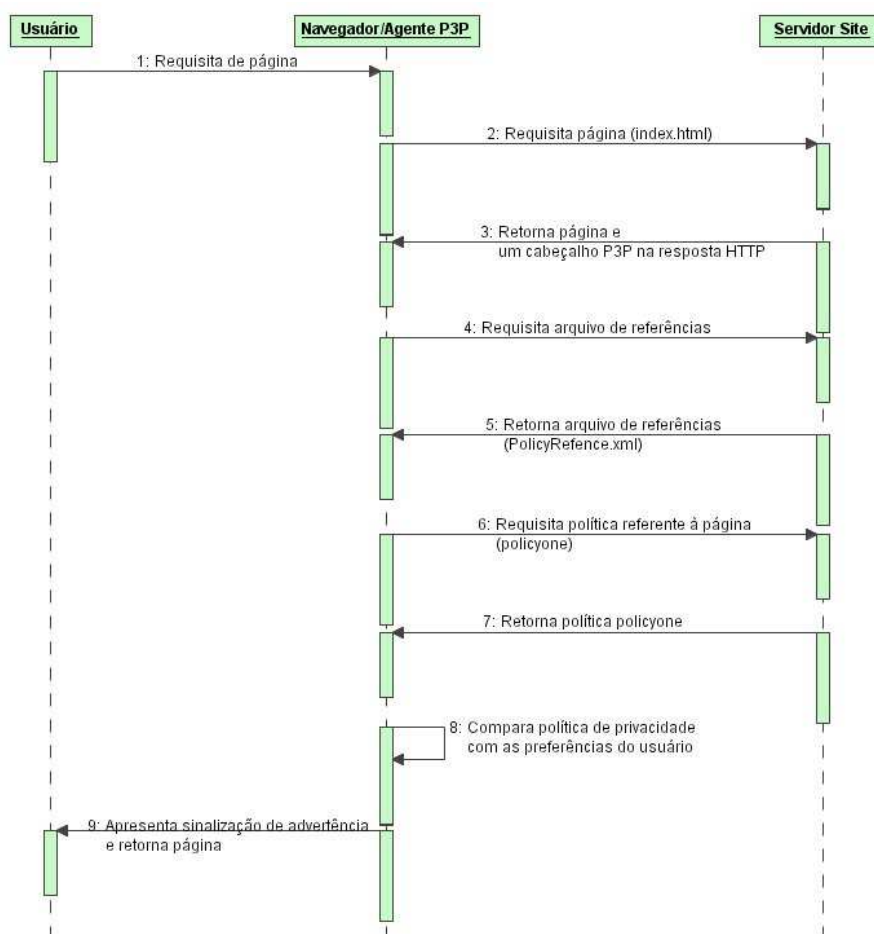 Usuário
Navegador/Agente P3P
Servidor Site
1: Requisita de página
2: Requisita página (index.html)
3: Retorna página e
um cabeçalho P3P na resposta HTTP
4: Requisita arquivo de referências
5: Retorna arquivo de referências
(PolicyRefence.xml)
6: Requisita política referente à página
(policyone)
7: Retorna política policyone
8: Compara política de privacidade
com as preferências do usuário
9: Apresenta sinalização de advertência
e retorna página